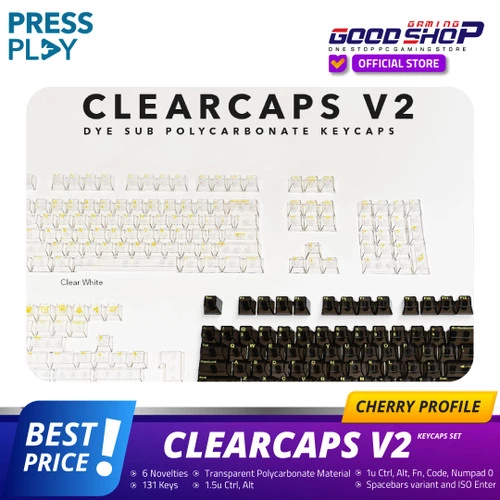 PRESS
PLAY
GAMING
GOODSHOP
ONE STOP PC GAMING STORE
OFFICIAL STORE
CLEARCAPS V2
DYE SUB POLYCARBONATE KEYCAPS
Clear White
CHERRY PROFILE
BEST
PRICE!
CLEARCAPS V2 KEYCAPS SET
• 6 Novelties
• 131 Keys
• Transparent Polycarbonate Material
• 1.5u Ctrl, Alt
• 1u Ctrl, Alt, Fn, Code, Numpad 0
• Spacebars variant and ISO Enter